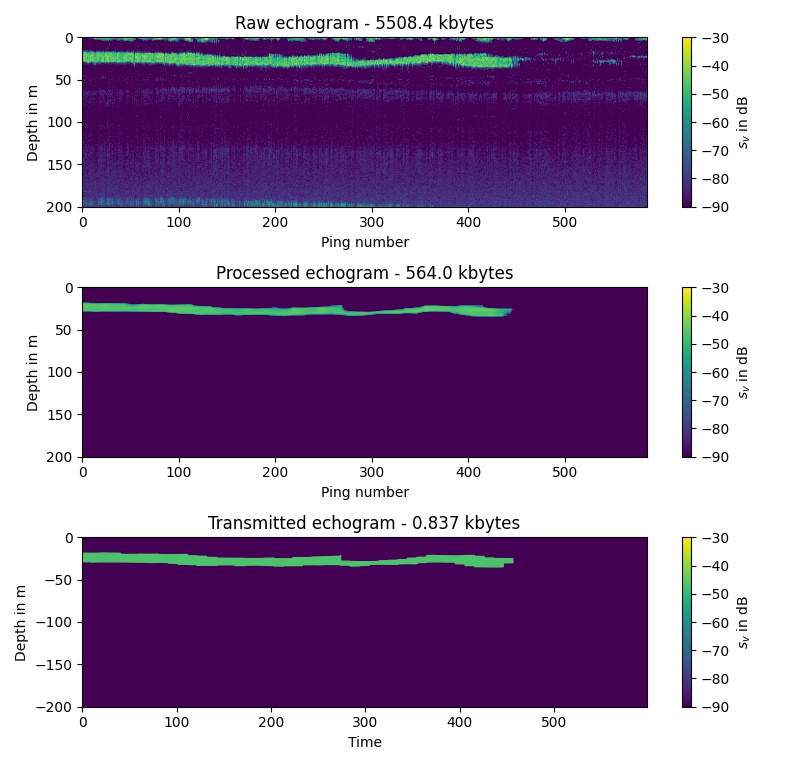 Raw echogram - 5508.4 kbytes
0
50
100
150
200
Depth in m
0 100 200 300 400 500
Ping number
−30
−40
−50
−60
−70
−80
−90
sv in dB
Processed echogram - 564.0 kbytes
0
50
100
150
200
Depth in m
0 100 200 300 400 500
Ping number
−30
−40
−50
−60
−70
−80
−90
sv in dB
Transmitted echogram - 0.837 kbytes
0
−50
−100
−150
−200
Depth in m
0 100 200 300 400 500
Time
−30
−40
−50
−60
−70
−80
−90
sv in dB